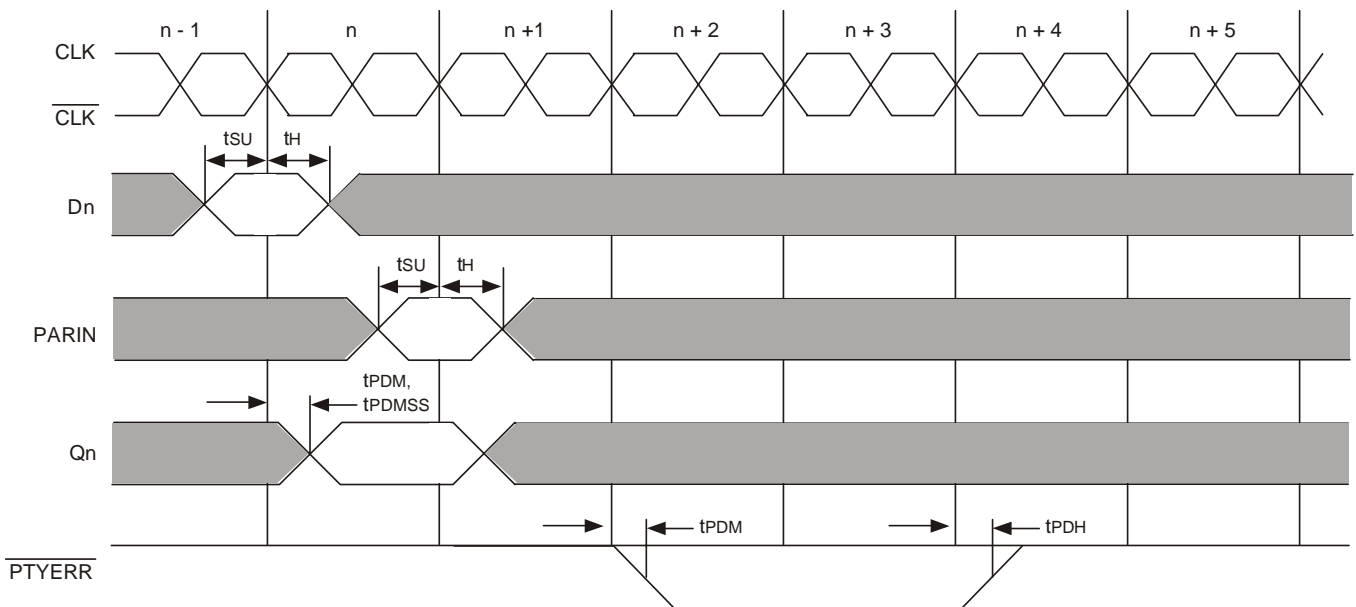 n - 1 n n +1 n + 2 n + 3 n + 4 n + 5
CLK
CLK
tSU tH
Dn
tSU tH
PARIN
tPDM,
tPDMSS
Qn
tPDM tPDH
PTYERR